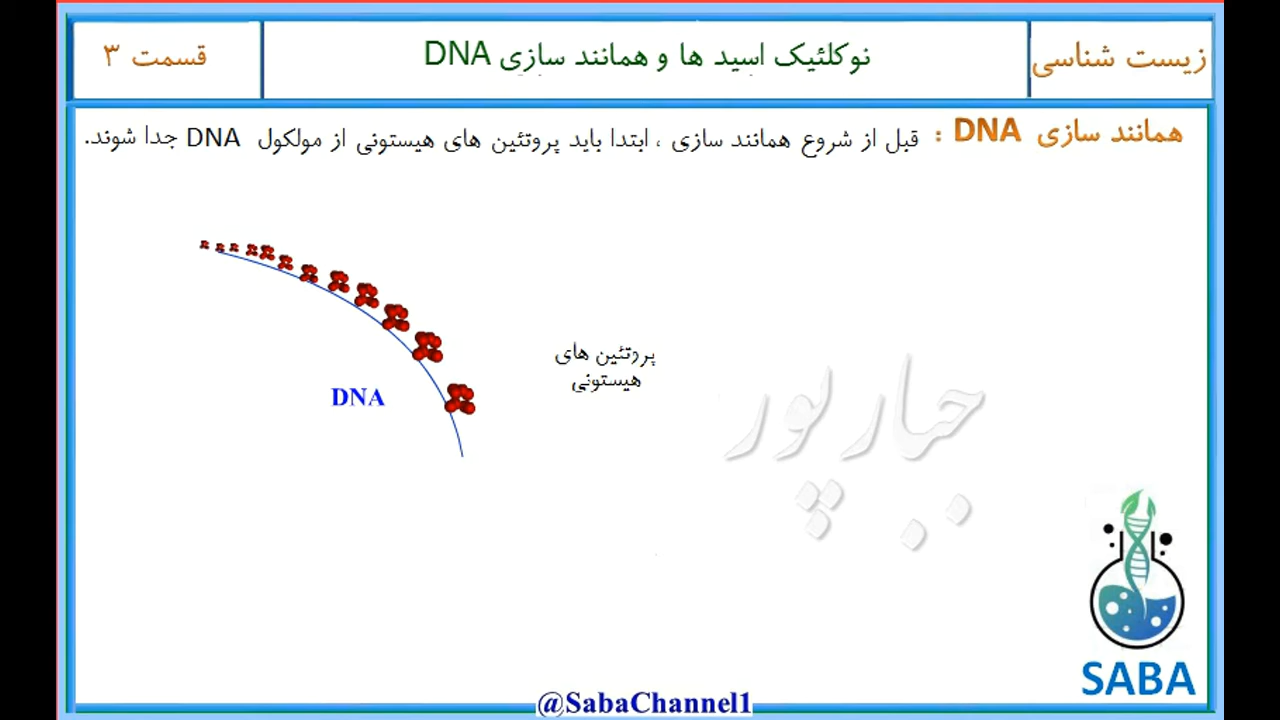 زیست شناسی
نوکلئیک اسید ها و همانند سازی DNA
قسمت ۳
همانند سازی DNA : قبل از شروع همانند سازی ، ابتدا باید پروتئین های هیستونی از مولکول DNA جدا شوند.
پروتئین های
هیستونی
DNA
جبارپور
SABA
@SabaChannel1